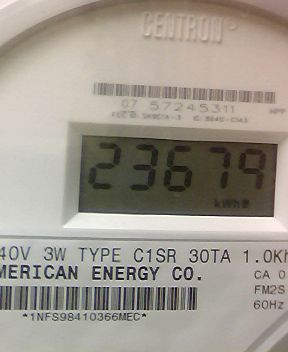 CENTRON®
07 57245311
23679
kWh
40V 3W TYPE C1SR 30TA 1.0Kh
MERICAN ENERGY CO.
CA 0
FM2S
60Hz
*1NFS98410366MEC*